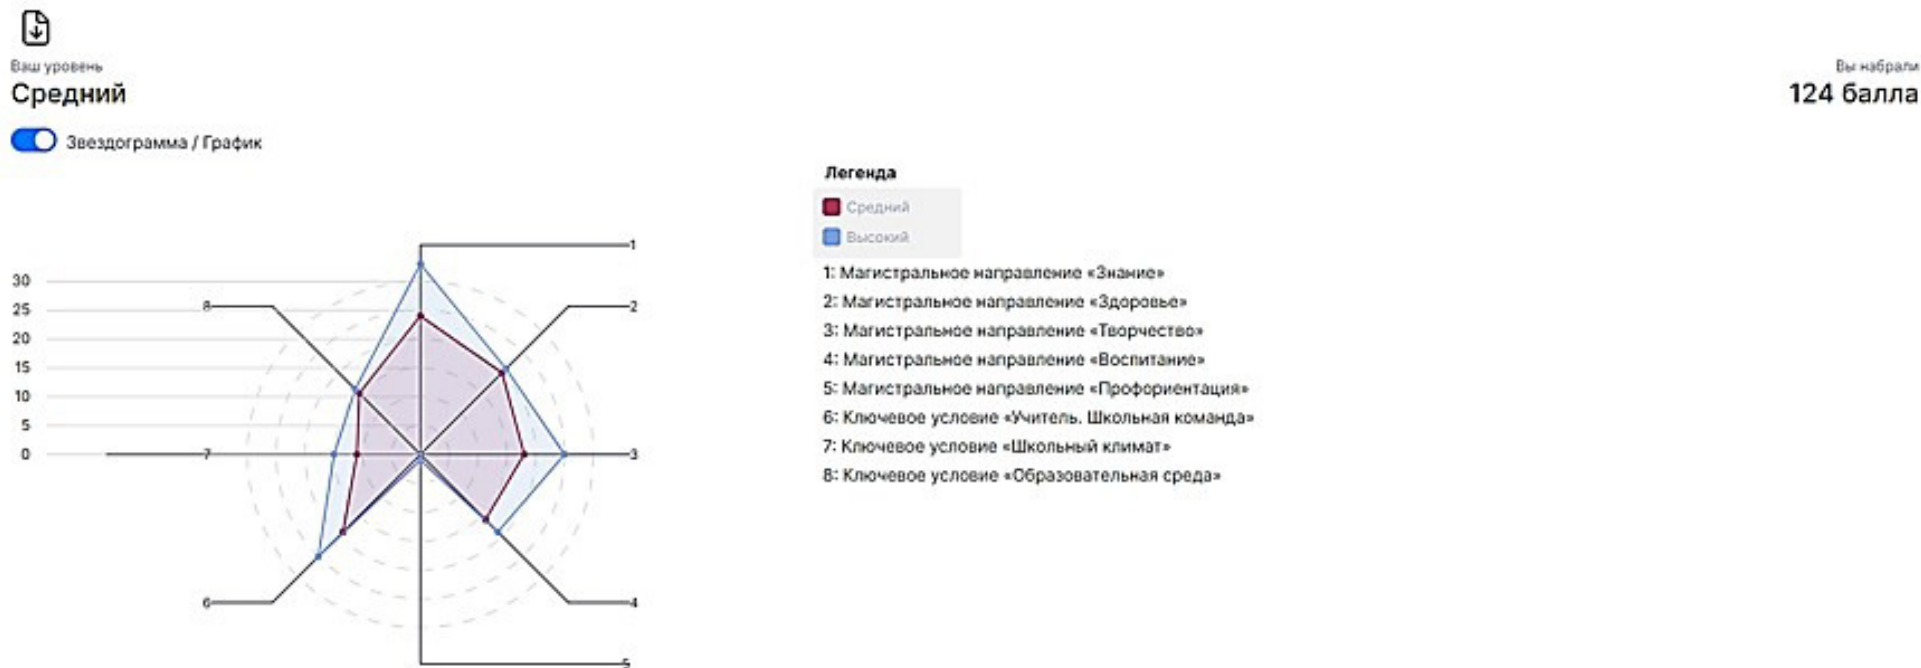 Ваш уровень
Средний
Вы набрали
124 балла
Звездограмма / График
30
25
20
15
10
5
0
1
2
3
4
5
6
7
8
Легенда
Средний
Высокий
1: Магистральное направление «Знание»
2: Магистральное направление «Здоровье»
3: Магистральное направление «Творчество»
4: Магистральное направление «Воспитание»
5: Магистральное направление «Профориентация»
6: Ключевое условие «Учитель. Школьная команда»
7: Ключевое условие «Школьный климат»
8: Ключевое условие «Образовательная среда»